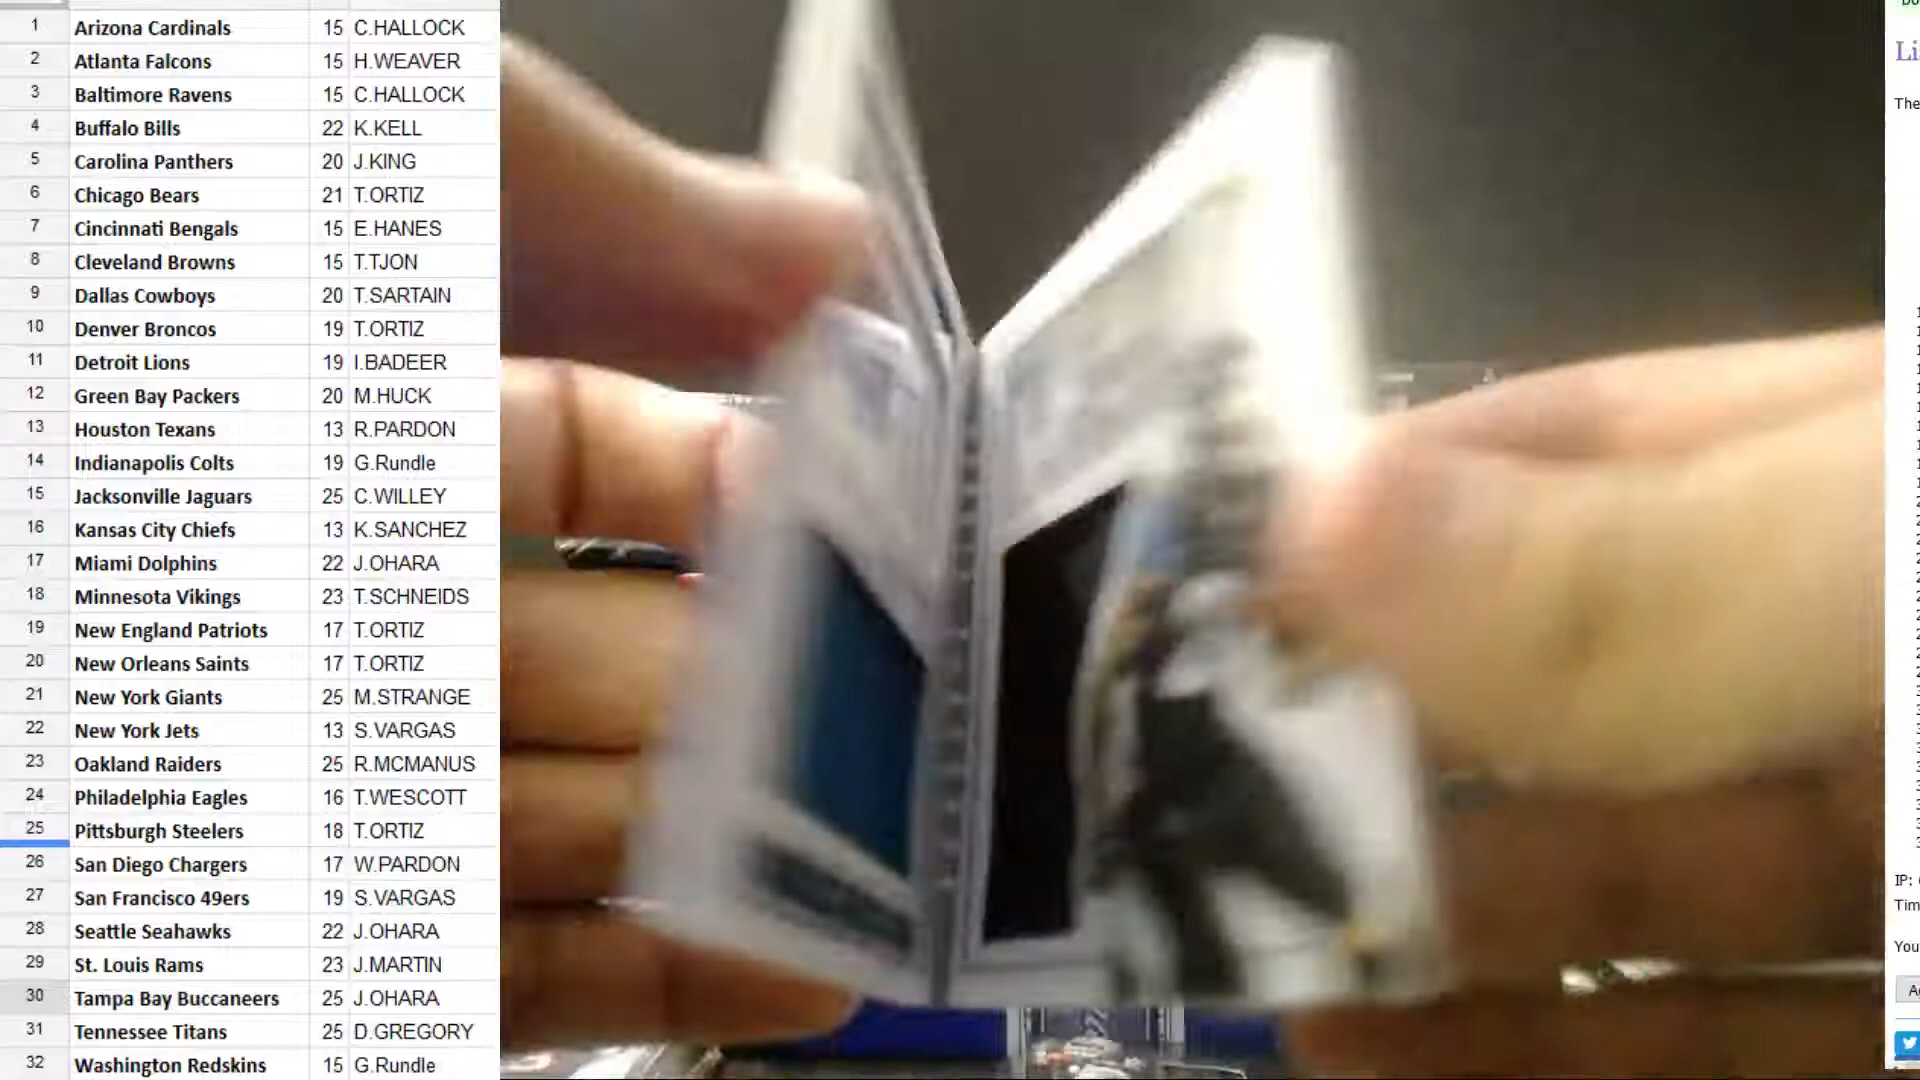 1 Arizona Cardinals 15 C.HALLOCK
2 Atlanta Falcons 15 H.WEAVER
3 Baltimore Ravens 15 C.HALLOCK
4 Buffalo Bills 22 K.KELL
5 Carolina Panthers 20 J.KING
6 Chicago Bears 21 T.ORTIZ
7 Cincinnati Bengals 15 E.HANES
8 Cleveland Browns 15 T.TJON
9 Dallas Cowboys 20 T.SARTAIN
10 Denver Broncos 19 T.ORTIZ
11 Detroit Lions 19 I.BADEER
12 Green Bay Packers 20 M.HUCK
13 Houston Texans 13 R.PARDON
14 Indianapolis Colts 19 G.Rundle
15 Jacksonville Jaguars 25 C.WILLEY
16 Kansas City Chiefs 13 K.SANCHEZ
17 Miami Dolphins 22 J.OHARA
18 Minnesota Vikings 23 T.SCHNEIDS
19 New England Patriots 17 T.ORTIZ
20 New Orleans Saints 17 T.ORTIZ
21 New York Giants 25 M.STRANGE
22 New York Jets 13 S.VARGAS
23 Oakland Raiders 25 R.MCMANUS
24 Philadelphia Eagles 16 T.WESCOTT
25 Pittsburgh Steelers 18 T.ORTIZ
26 San Diego Chargers 17 W.PARDON
27 San Francisco 49ers 19 S.VARGAS
28 Seattle Seahawks 22 J.OHARA
29 St. Louis Rams 23 J.MARTIN
30 Tampa Bay Buccaneers 25 J.OHARA
31 Tennessee Titans 25 D.GREGORY
32 Washington Redskins 15 G.Rundle
Li
The
IP:
Tim
You